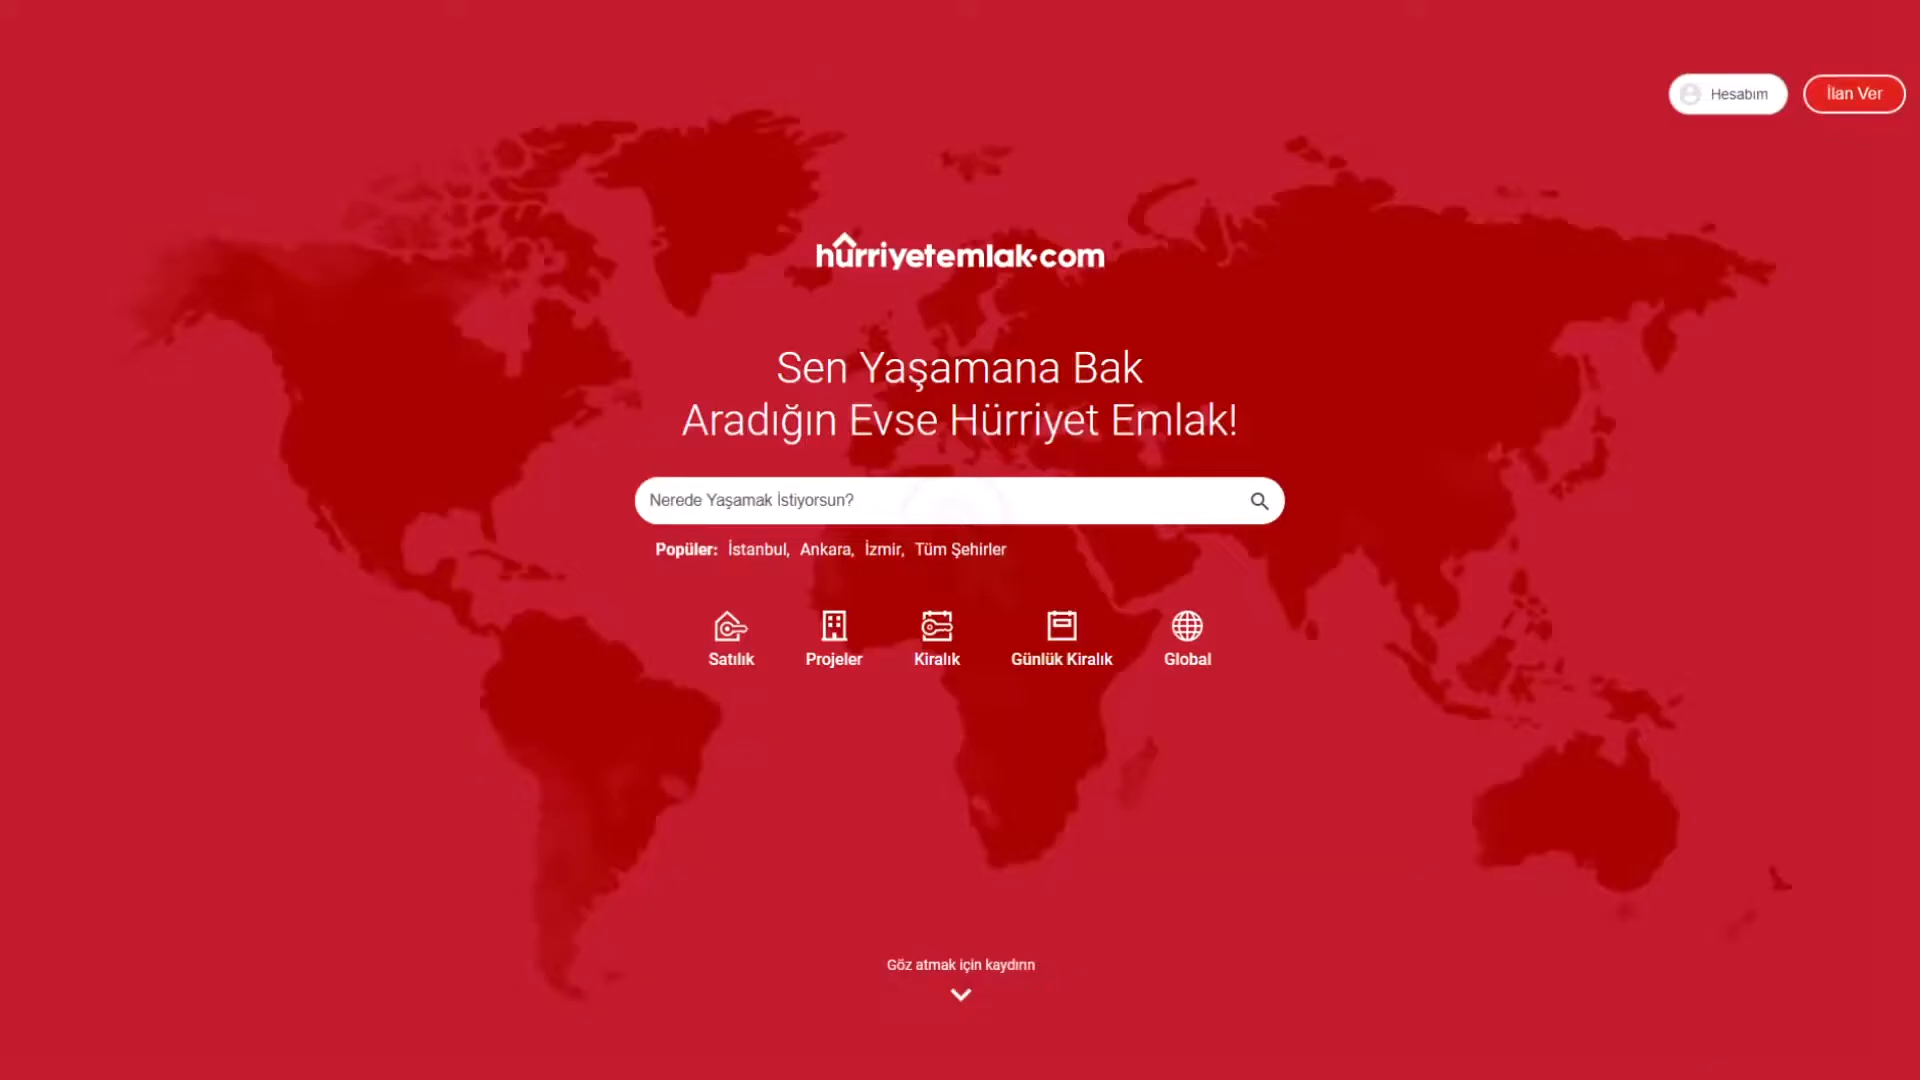 Hesabım
İlan Ver
hürriyetemlak.com
Sen Yaşamana Bak
Aradığın Evse Hürriyet Emlak!
Nerede Yaşamak İstiyorsun?
Popüler: İstanbul, Ankara, İzmir, Tüm Şehirler
Satılık Projeler Kiralık Günlük Kiralık Global
Göz atmak için kaydırın